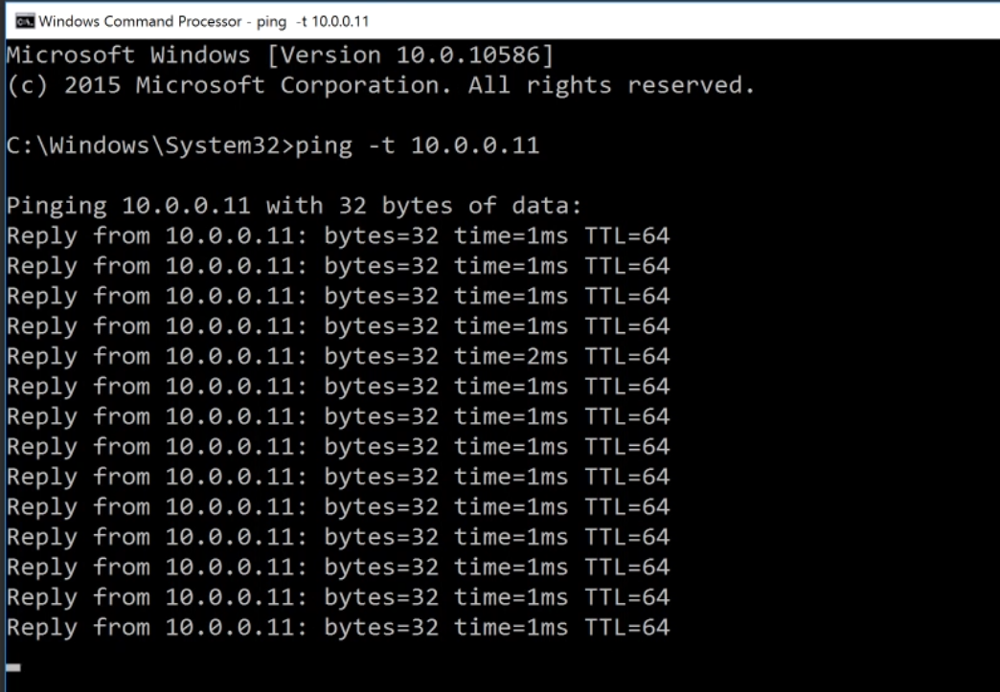 Windows Command Processor - ping  -t 10.0.0.11
Microsoft Windows [Version 10.0.10586]
(c) 2015 Microsoft Corporation. All rights reserved.
C:\Windows\System32>ping -t 10.0.0.11
Pinging 10.0.0.11 with 32 bytes of data:
Reply from 10.0.0.11: bytes=32 time=1ms TTL=64
Reply from 10.0.0.11: bytes=32 time=1ms TTL=64
Reply from 10.0.0.11: bytes=32 time=1ms TTL=64
Reply from 10.0.0.11: bytes=32 time=1ms TTL=64
Reply from 10.0.0.11: bytes=32 time=2ms TTL=64
Reply from 10.0.0.11: bytes=32 time=1ms TTL=64
Reply from 10.0.0.11: bytes=32 time=1ms TTL=64
Reply from 10.0.0.11: bytes=32 time=1ms TTL=64
Reply from 10.0.0.11: bytes=32 time=1ms TTL=64
Reply from 10.0.0.11: bytes=32 time=1ms TTL=64
Reply from 10.0.0.11: bytes=32 time=1ms TTL=64
Reply from 10.0.0.11: bytes=32 time=1ms TTL=64
Reply from 10.0.0.11: bytes=32 time=1ms TTL=64
Reply from 10.0.0.11: bytes=32 time=1ms TTL=64